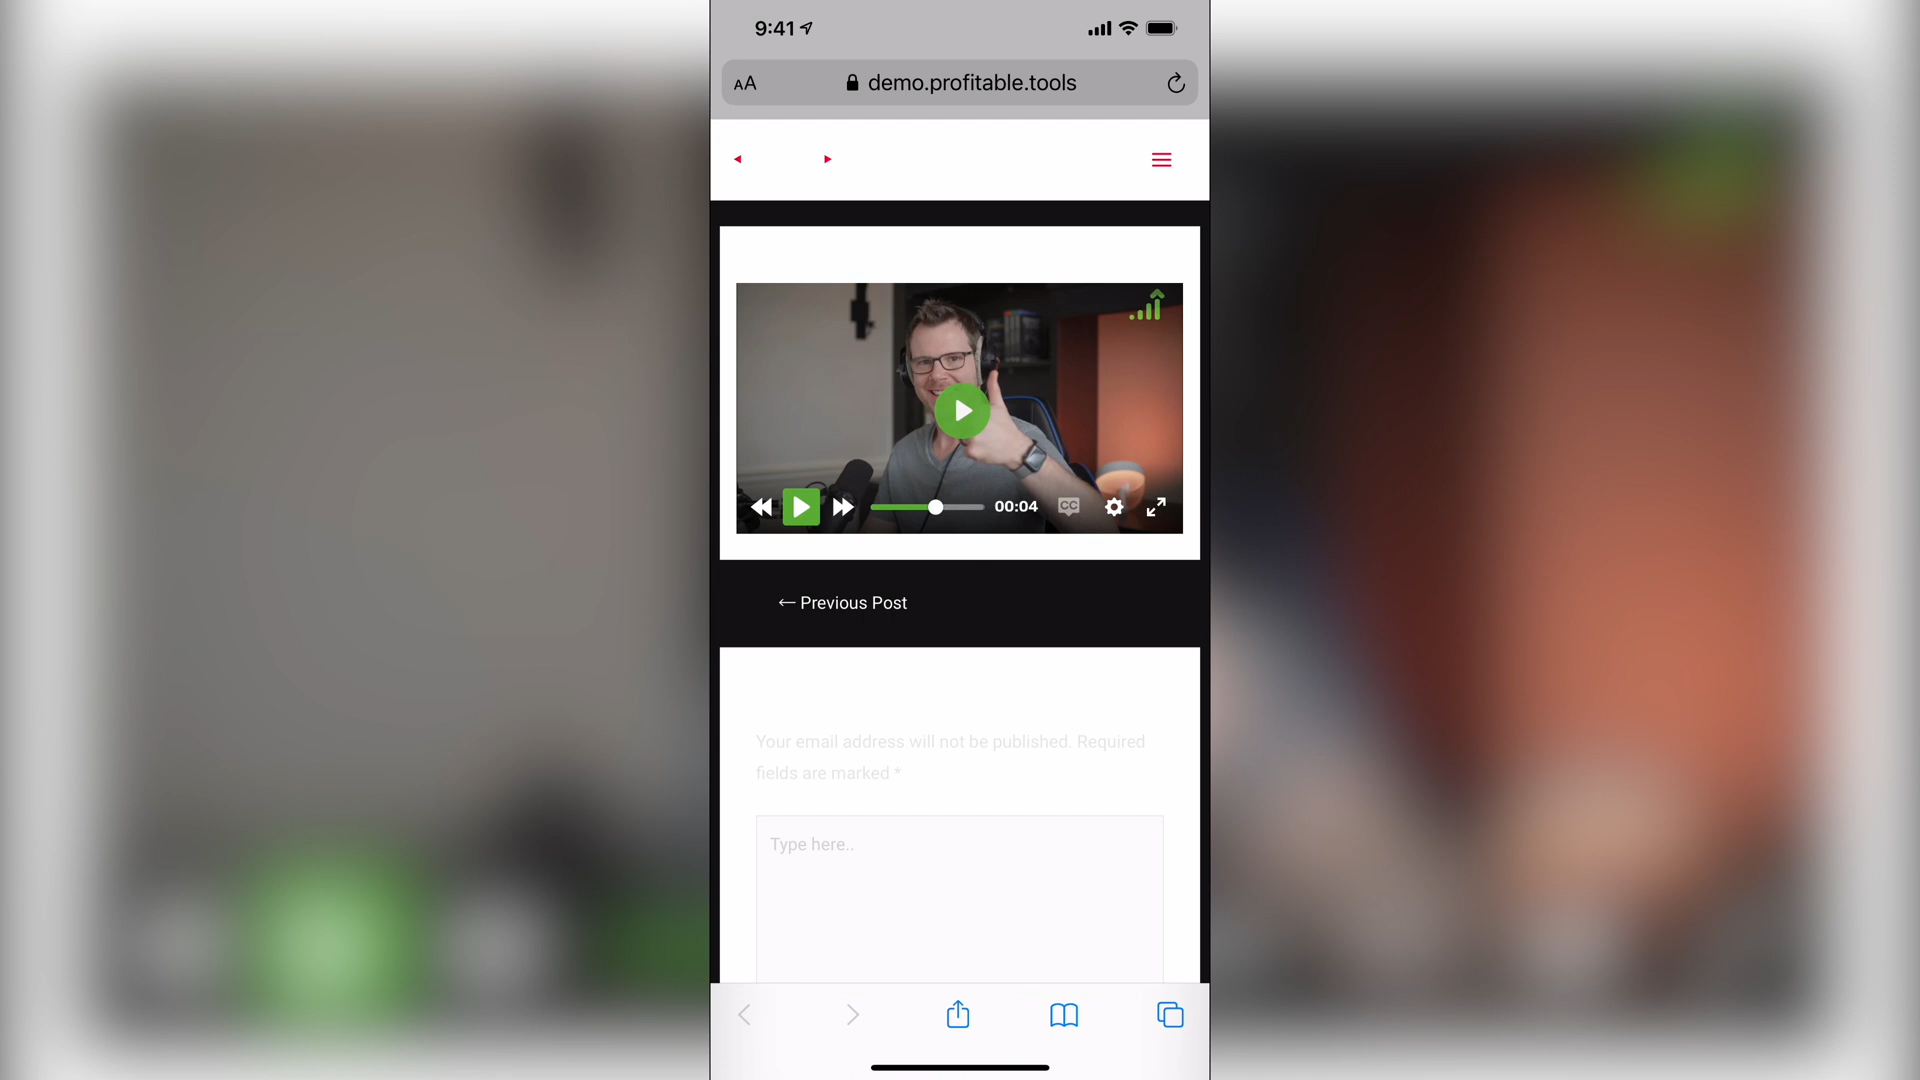 9:41
AA demo.profitable.tools
00:04 CC
← Previous Post
Your email address will not be published. Required
fields are marked *
Type here..